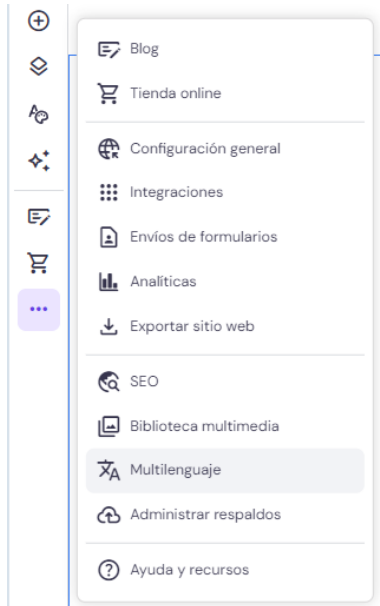 Blog
Tienda online
Configuración general
Integraciones
Envíos de formularios
Analíticas
Exportar sitio web
SEO
Biblioteca multimedia
Multilenguaje
Administrar respaldos
Ayuda y recursos